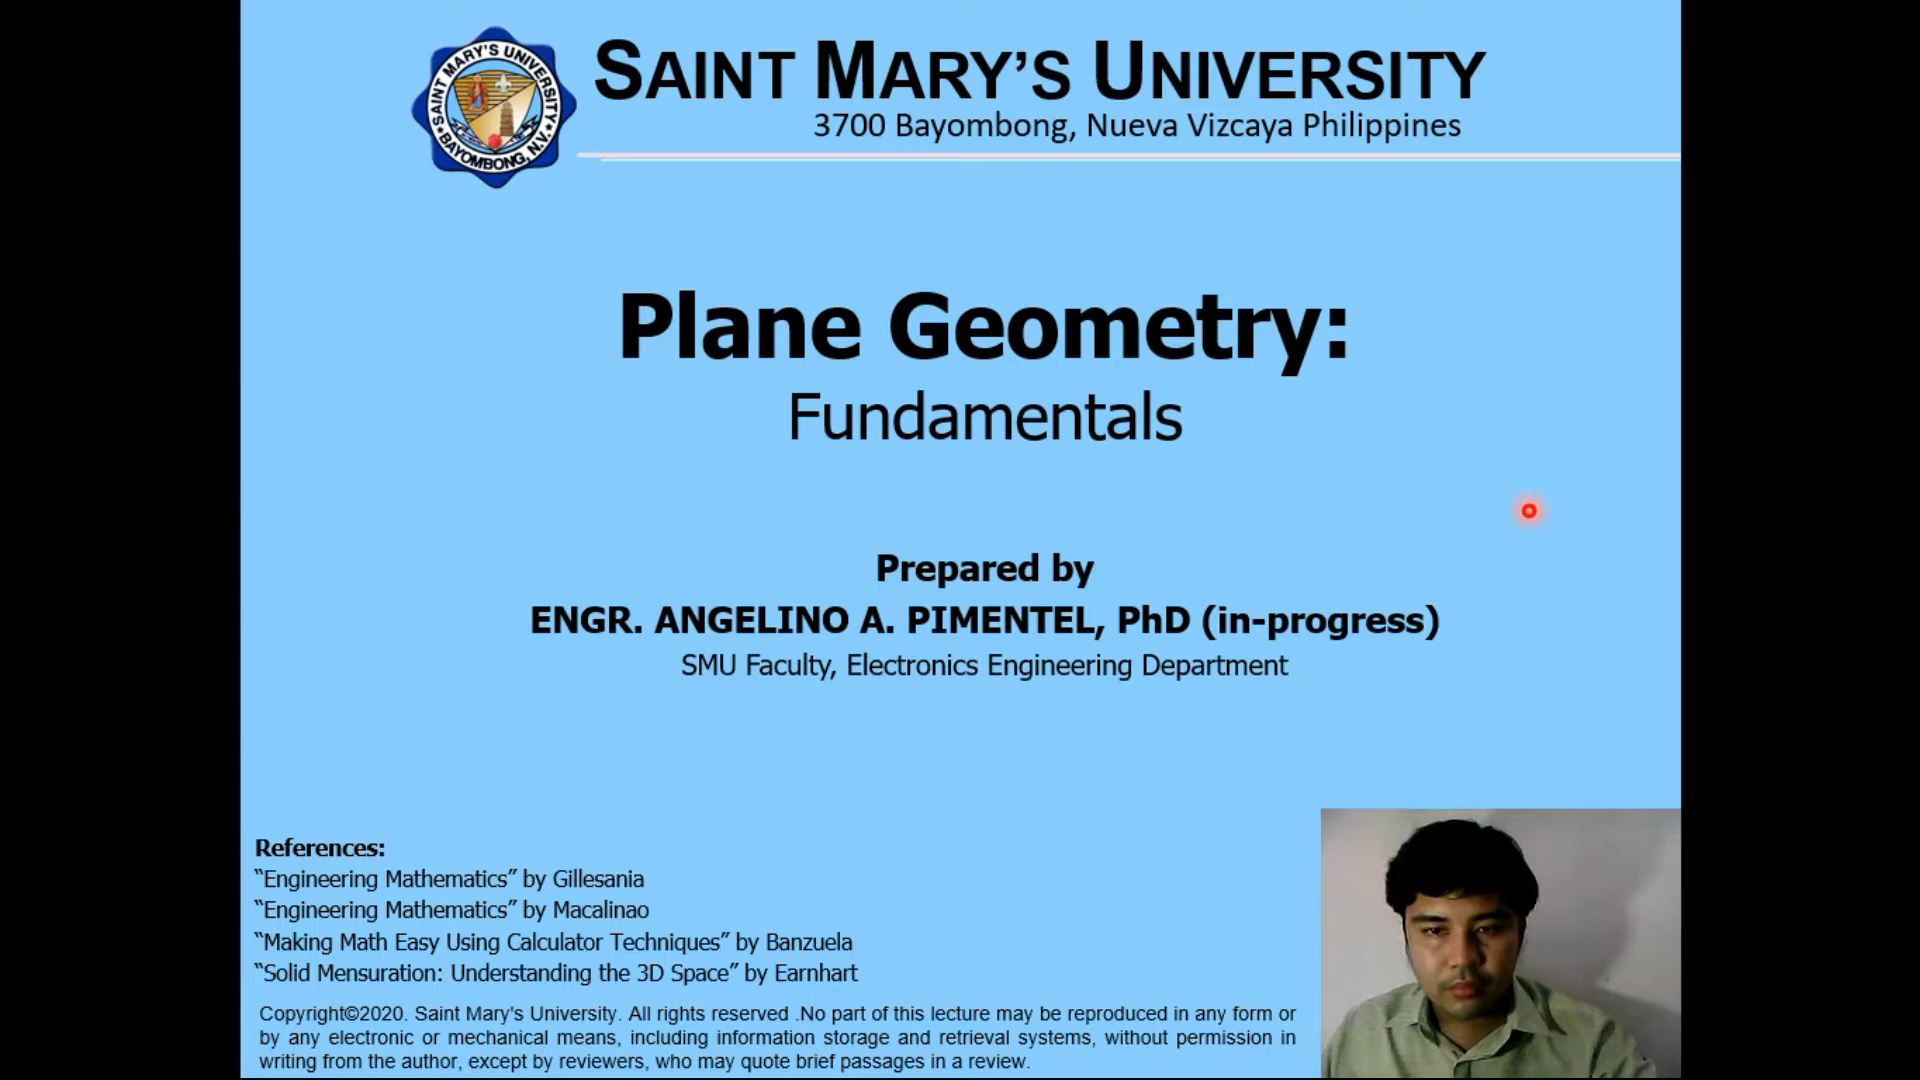 SAINT MARY'S UNIVERSITY
BAYOMBONG, N.V.
SAINT MARY'S UNIVERSITY
3700 Bayombong, Nueva Vizcaya Philippines
Plane Geometry:
Fundamentals
Prepared by
ENGR. ANGELINO A. PIMENTEL, PhD (in-progress)
SMU Faculty, Electronics Engineering Department
References:
“Engineering Mathematics” by Gillesania
“Engineering Mathematics” by Macalinao
“Making Math Easy Using Calculator Techniques” by Banzuela
“Solid Mensuration: Understanding the 3D Space” by Earnhart
Copyright©2020. Saint Mary's University. All rights reserved .No part of this lecture may be reproduced in any form or
by any electronic or mechanical means, including information storage and retrieval systems, without permission in
writing from the author, except by reviewers, who may quote brief passages in a review.